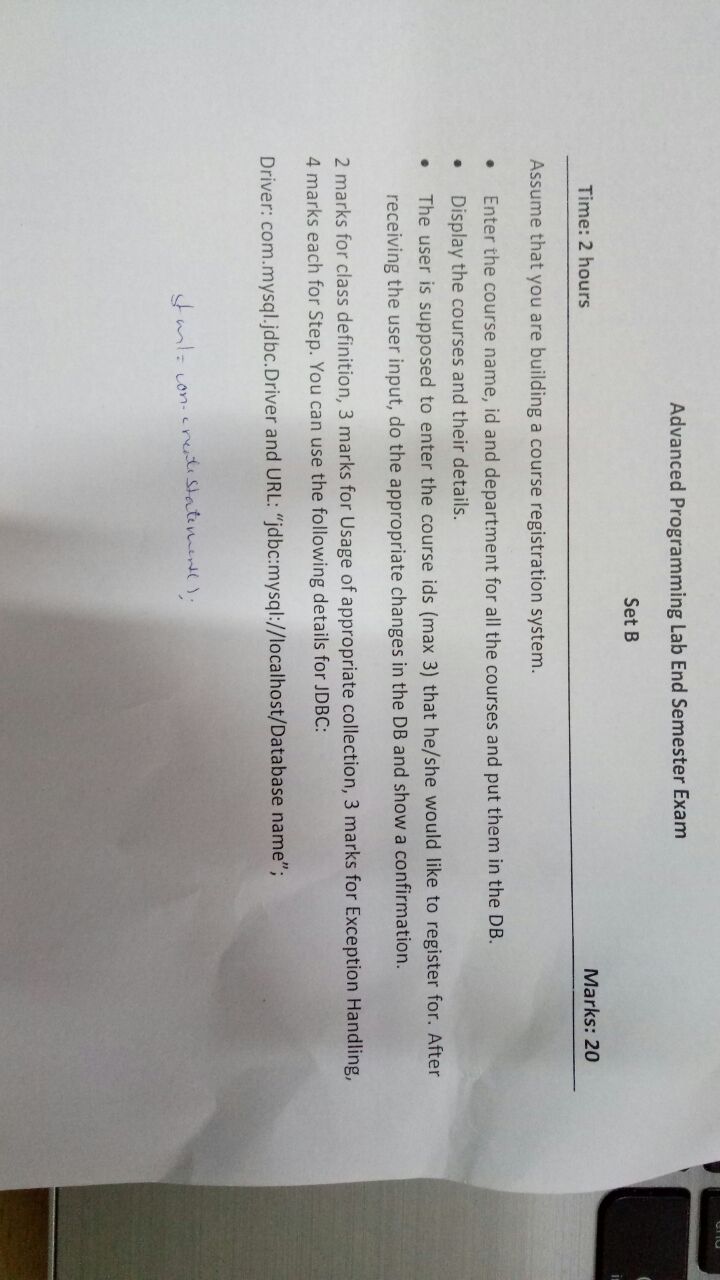 Advanced Programming Lab End Semester Exam
Set B
Time: 2 hours Marks: 20
Assume that you are building a course registration system.
• Enter the course name, id and department for all the courses and put them in the DB.
• Display the courses and their details.
• The user is supposed to enter the course ids (max 3) that he/she would like to register for. After
receiving the user input, do the appropriate changes in the DB and show a confirmation.
2 marks for class definition, 3 marks for Usage of appropriate collection, 3 marks for Exception Handling,
4 marks each for Step. You can use the following details for JDBC:
Driver: com.mysql.jdbc.Driver and URL: "jdbc:mysql://localhost/Database name";
= con.createStatement();